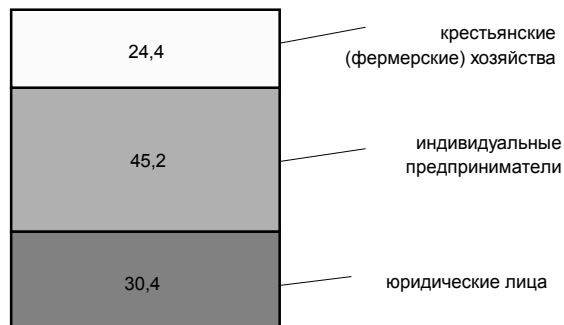 24,4
крестьянские
(фермерские) хозяйства
45,2
индивидуальные
предприниматели
30,4
юридические лица